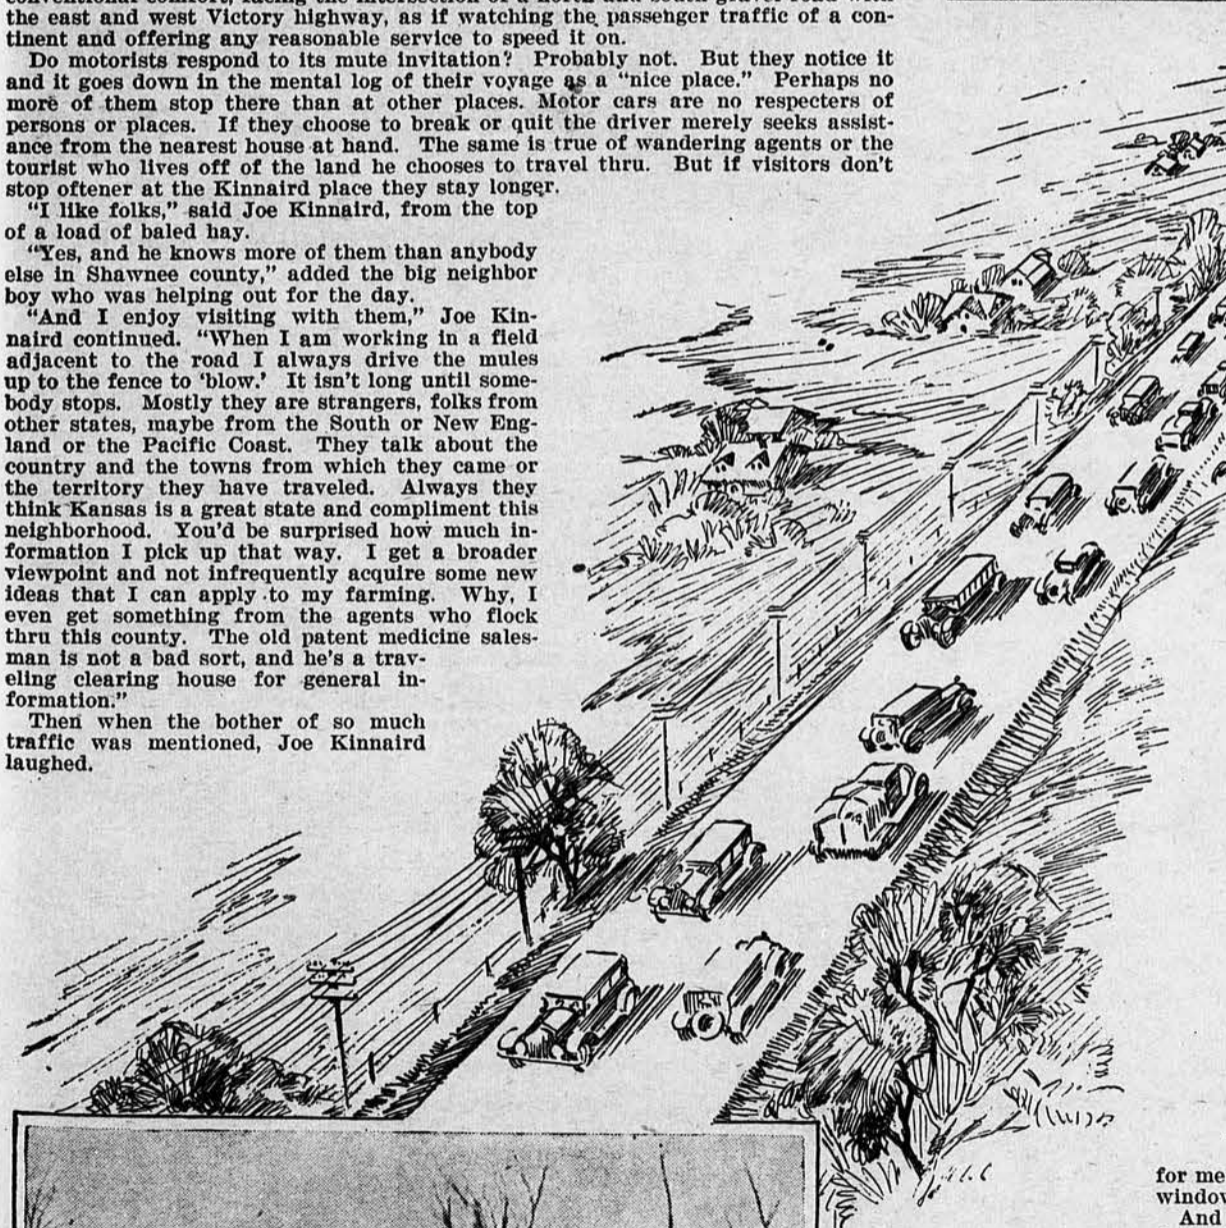 the east and west Victory highway, as if watching the passenger traffic of a con-
tinent and offering any reasonable service to speed it on.
Do motorists respond to its mute invitation? Probably not. But they notice it
and it goes down in the mental log of their voyage as a "nice place." Perhaps no
more of them stop there than at other places. Motor cars are no respecters of
persons or places. If they choose to break or quit the driver merely seeks assist-
ance from the nearest house at hand. The same is true of wandering agents or the
tourist who lives off of the land he chooses to travel thru. But if visitors don't
stop oftener at the Kinnaird place they stay longer.
"I like folks," said Joe Kinnaird, from the top
of a load of baled hay.
"Yes, and he knows more of them than anybody
else in Shawnee county," added the big neighbor
boy who was helping out for the day.
"And I enjoy visiting with them," Joe Kin-
naird continued. "When I am working in a field
adjacent to the road I always drive the mules
up to the fence to 'blow.' It isn't long until some-
body stops. Mostly they are strangers, folks from
other states, maybe from the South or New Eng-
land or the Pacific Coast. They talk about the
country and the towns from which they came or
the territory they have traveled. Always they
think Kansas is a great state and compliment this
neighborhood. You'd be surprised how much in-
formation I pick up that way. I get a broader
viewpoint and not infrequently acquire some new
ideas that I can apply to my farming. Why, I
even get something from the agents who flock
thru this county. The old patent medicine sales-
man is not a bad sort, and he's a trav-
eling clearing house for general in-
formation."
Then when the bother of so much
traffic was mentioned, Joe Kinnaird
laughed.
for me
window
And